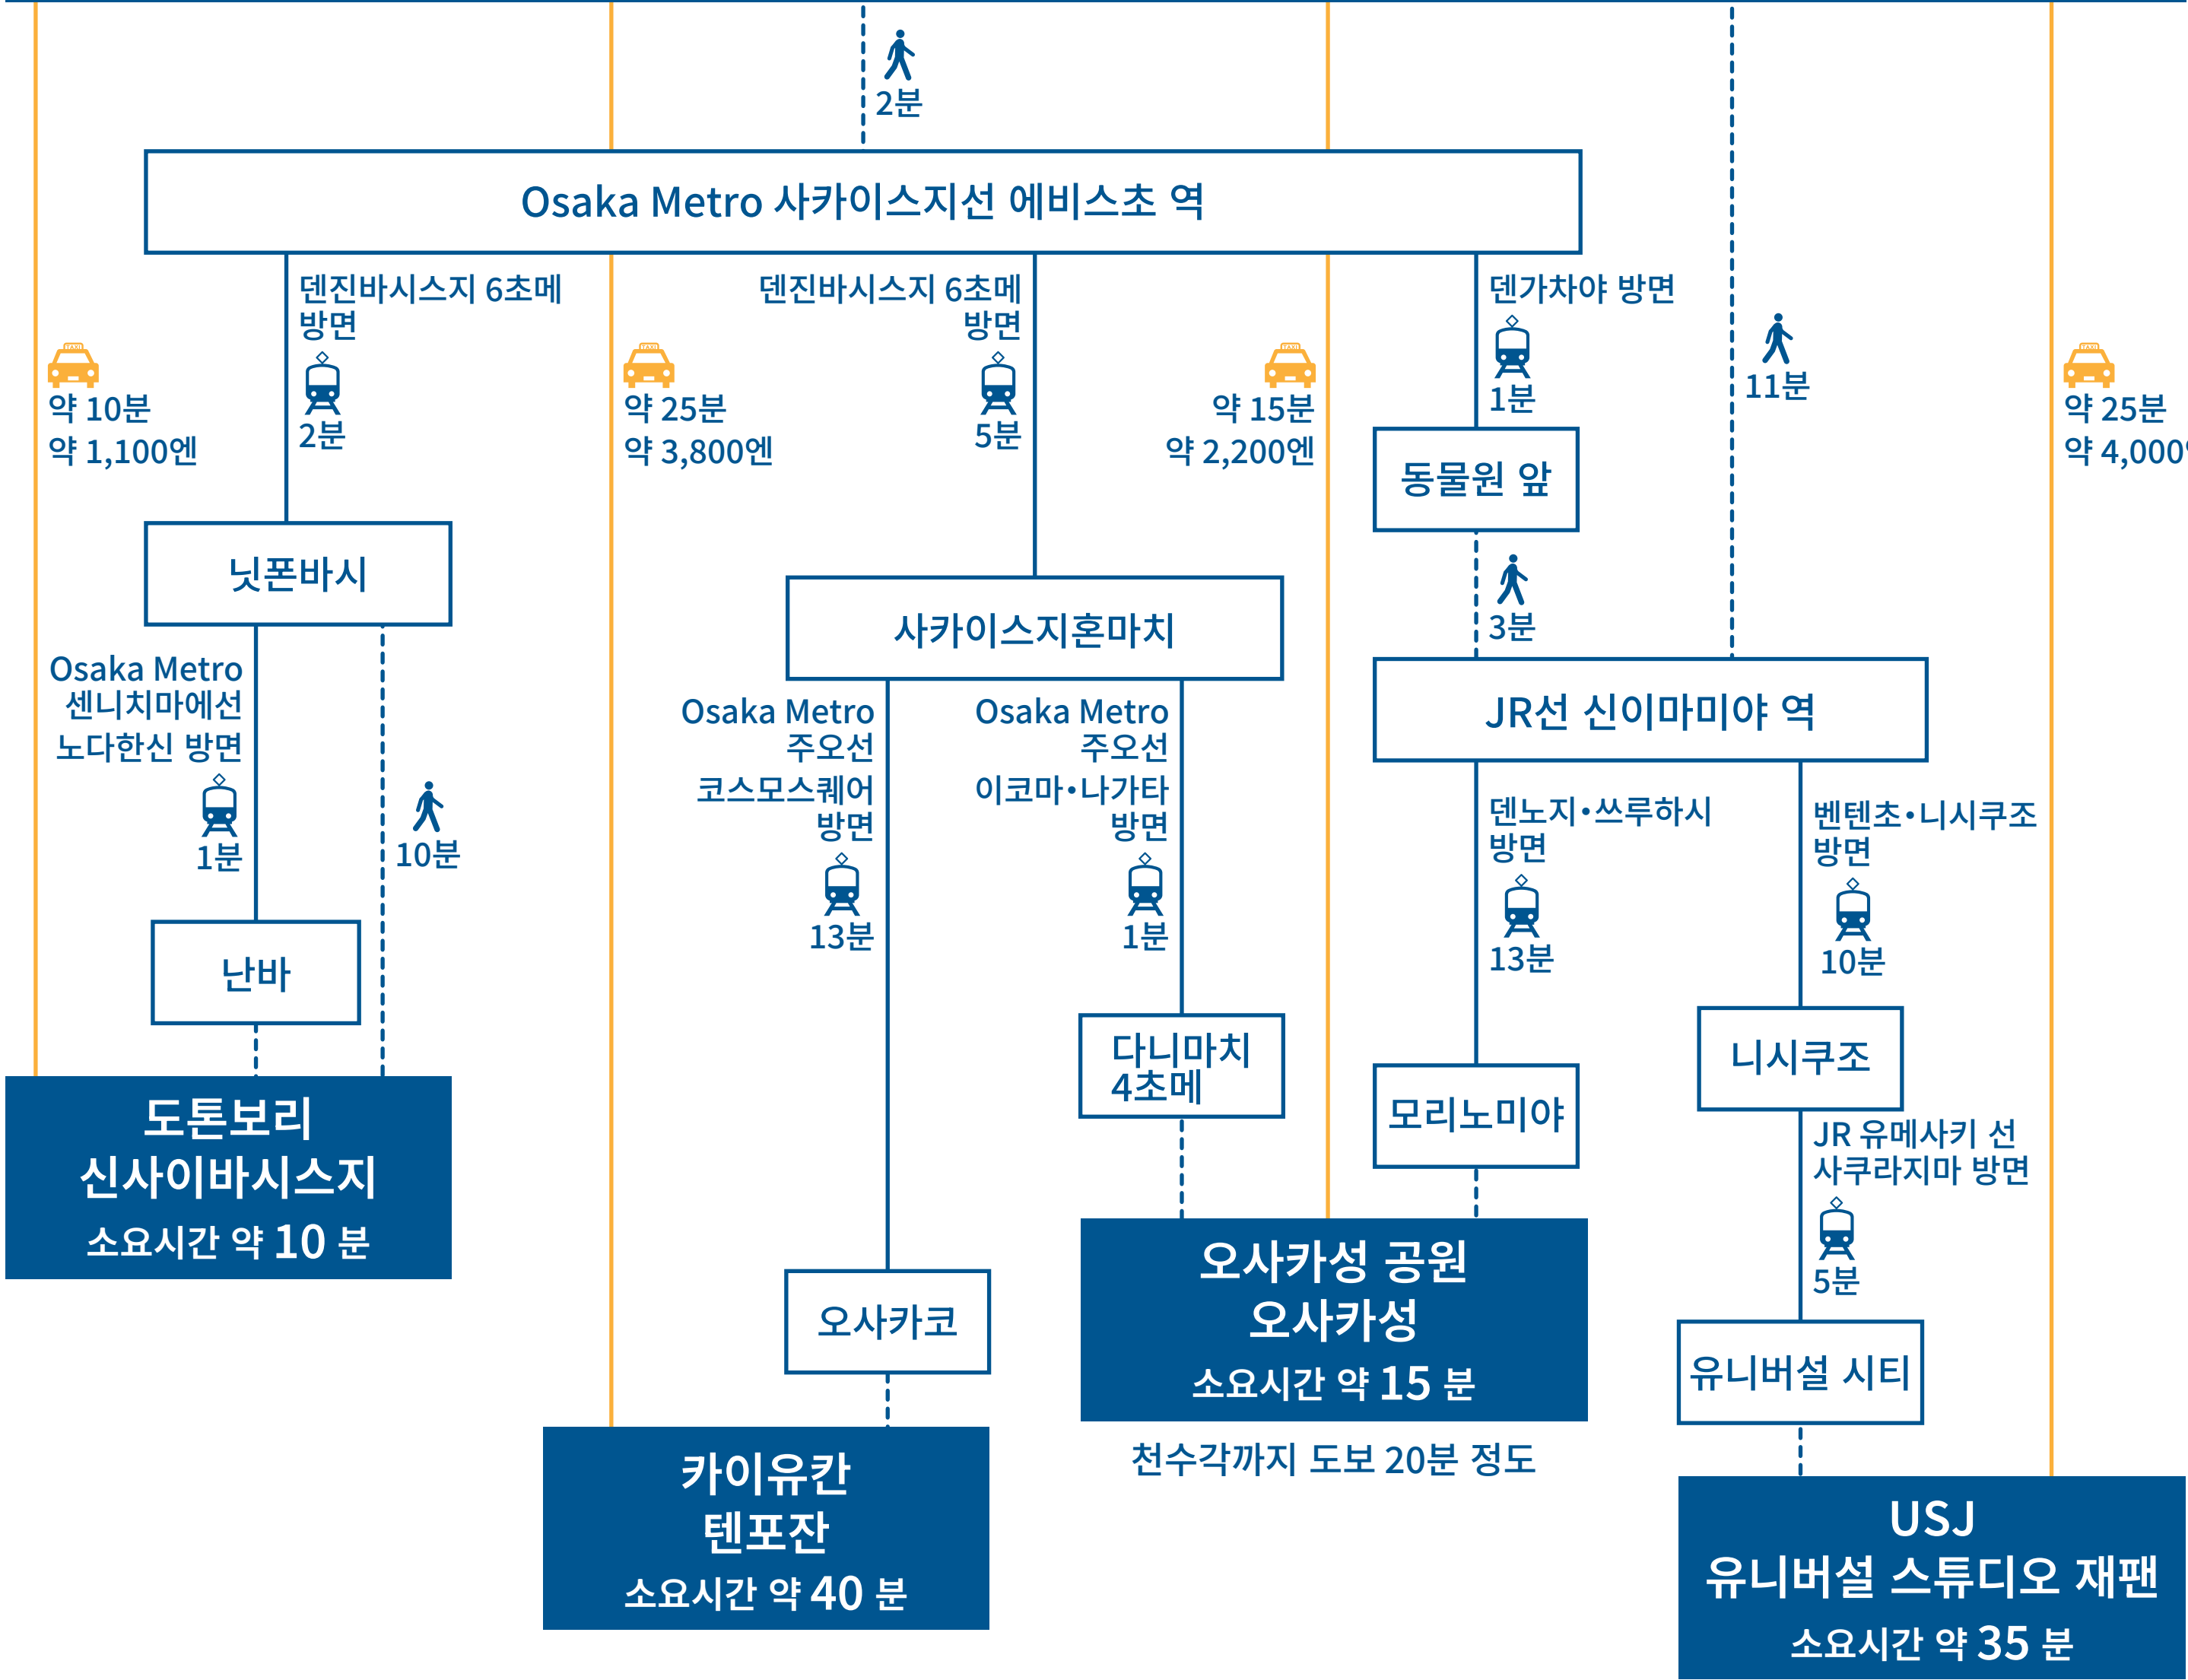 2분
Osaka Metro 사카이스지선 에비스초 역
약 10분
약 1,100엔
덴진바시스지 6초메
방면
2분
약 25분
약 3,800엔
덴진바시스지 6초메
방면
5분
약 15분
약 2,200엔
덴가차야 방면
1분
11분
약 25분
약 4,000엔
동물원 앞
3분
닛폰바시
사카이스지혼마치
JR선 신이마미야 역
Osaka Metro
센니치마에선
노다한신 방면
1분
10분
Osaka Metro
주오선
코스모스퀘어
방면
13분
Osaka Metro
주오선
이코마•나가타
방면
1분
덴노지•쓰루하시
방면
13분
벤텐초•니시쿠조
방면
10분
난바
다니마치
4초메
모리노미야
니시쿠조
JR 유메사키 선
사쿠라지마 방면
5분
도톤보리
신사이바시스지
소요시간 약 10 분
오사카코
오사카성 공원
오사카성
소요시간 약 15 분
천수각까지 도보 20분 정도
유니버설 시티
카이유칸
텐포잔
소요시간 약 40 분
USJ
유니버설 스튜디오 재팬
소요시간 약 35 분